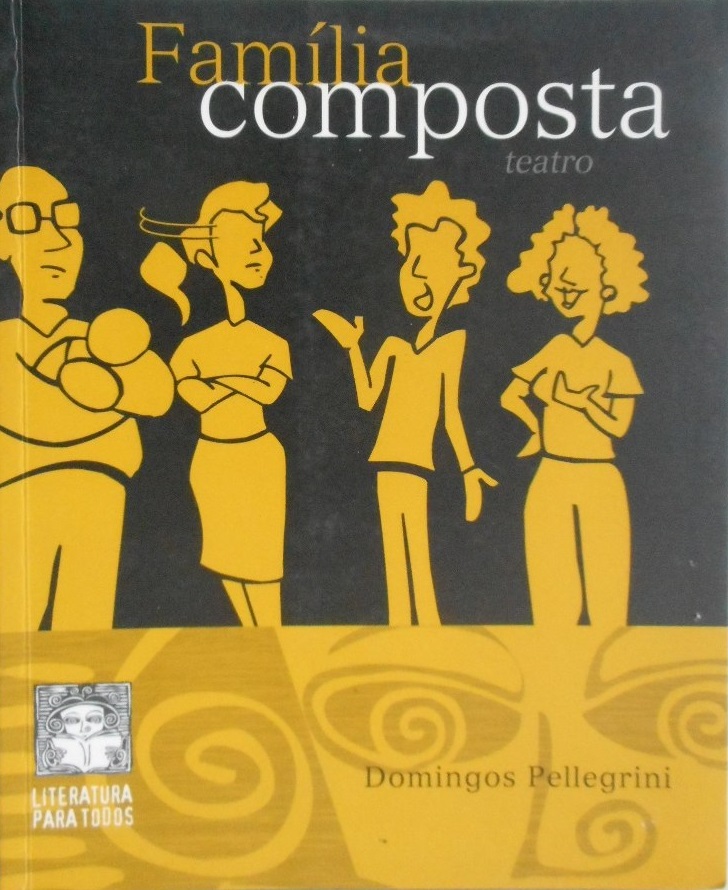 Família
composta
teatro
Domingos Pellegrini
LITERATURA
PARA TODOS